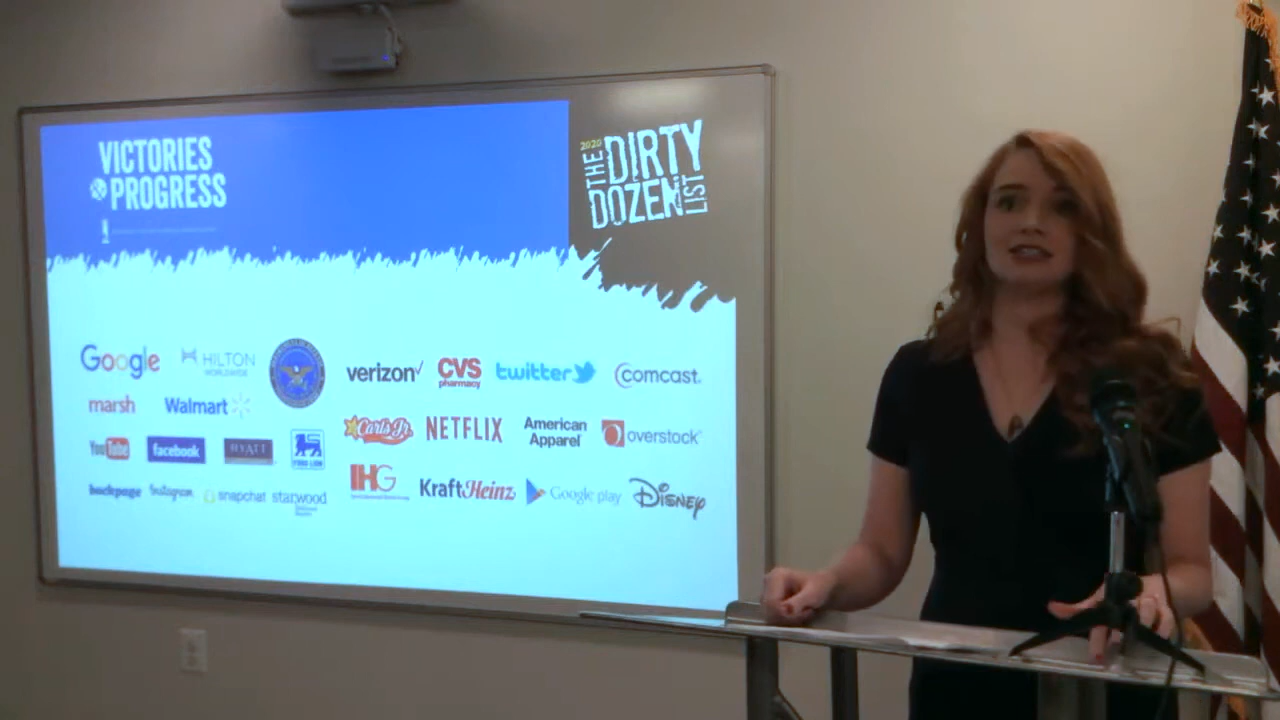 VICTORIES
& PROGRESS
2020
THE DIRTY
DOZEN LIST
Google
HILTON
WORLDWIDE
verizon
CVS
pharmacy
twitter
Comcast
marsh
Walmart
Carl's Jr.
NETFLIX
American
Apparel
overstock
YouTube
facebook
HYATT
FOOD LION
IHG
KraftHeinz
Google play
Disney
backpage
Instagram
snapchat
starwood